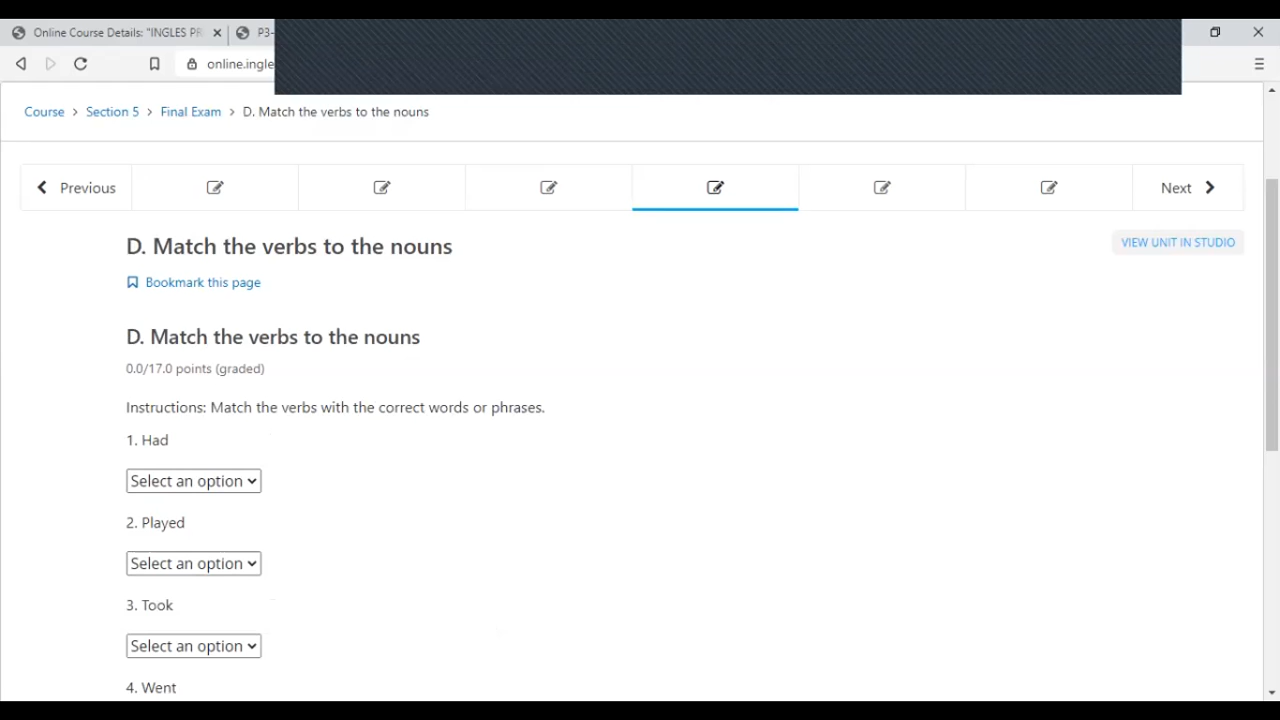 Online Course Details: "INGLES PR
P3-
online.ingle
Course > Section 5 > Final Exam > D. Match the verbs to the nouns
Previous
Next
D. Match the verbs to the nouns
VIEW UNIT IN STUDIO
Bookmark this page
D. Match the verbs to the nouns
0.0/17.0 points (graded)
Instructions: Match the verbs with the correct words or phrases.
1. Had
Select an option
2. Played
Select an option
3. Took
Select an option
4. Went